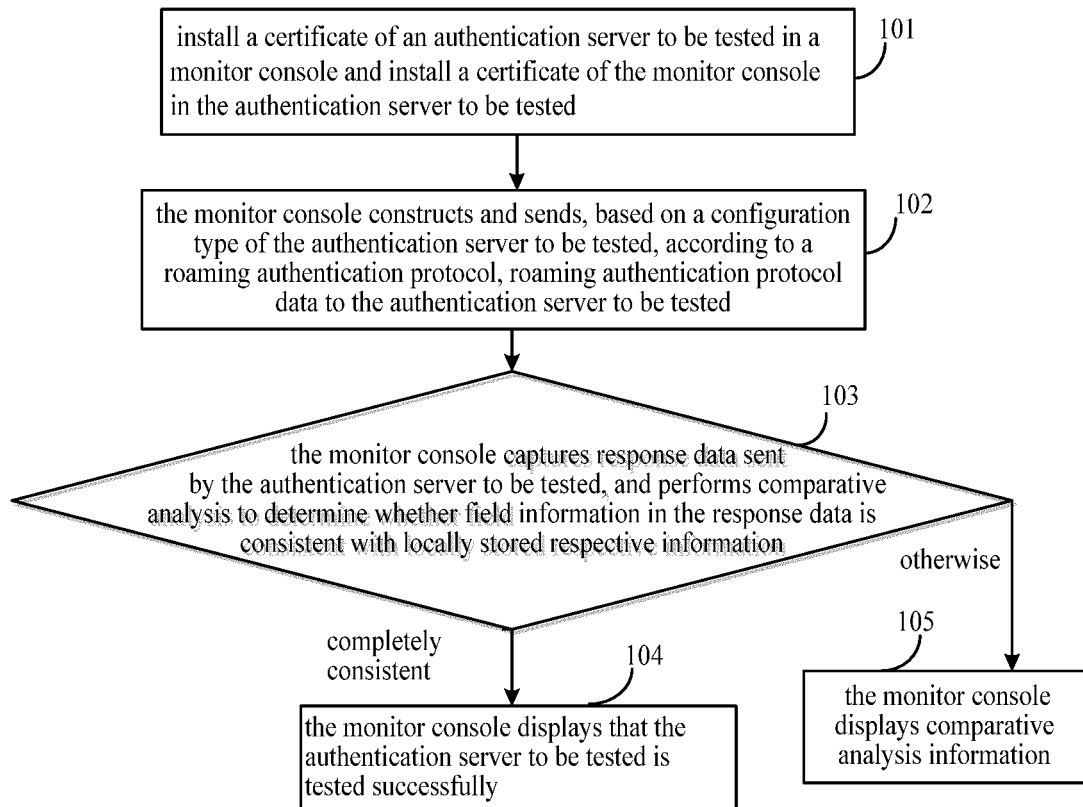 install a certificate of an authentication server to be tested in a
monitor console and install a certificate of the monitor console
in the authentication server to be tested
101
the monitor console constructs and sends, based on a configuration
type of the authentication server to be tested, according to a
roaming authentication protocol, roaming authentication protocol
data to the authentication server to be tested
102
103
the monitor console captures response data sent
by the authentication server to be tested, and performs comparative
analysis to determine whether field information in the response data is
consistent with locally stored respective information
otherwise
completely
consistent
104
the monitor console displays that the
authentication server to be tested is
tested successfully
105
the monitor console
displays comparative
analysis information